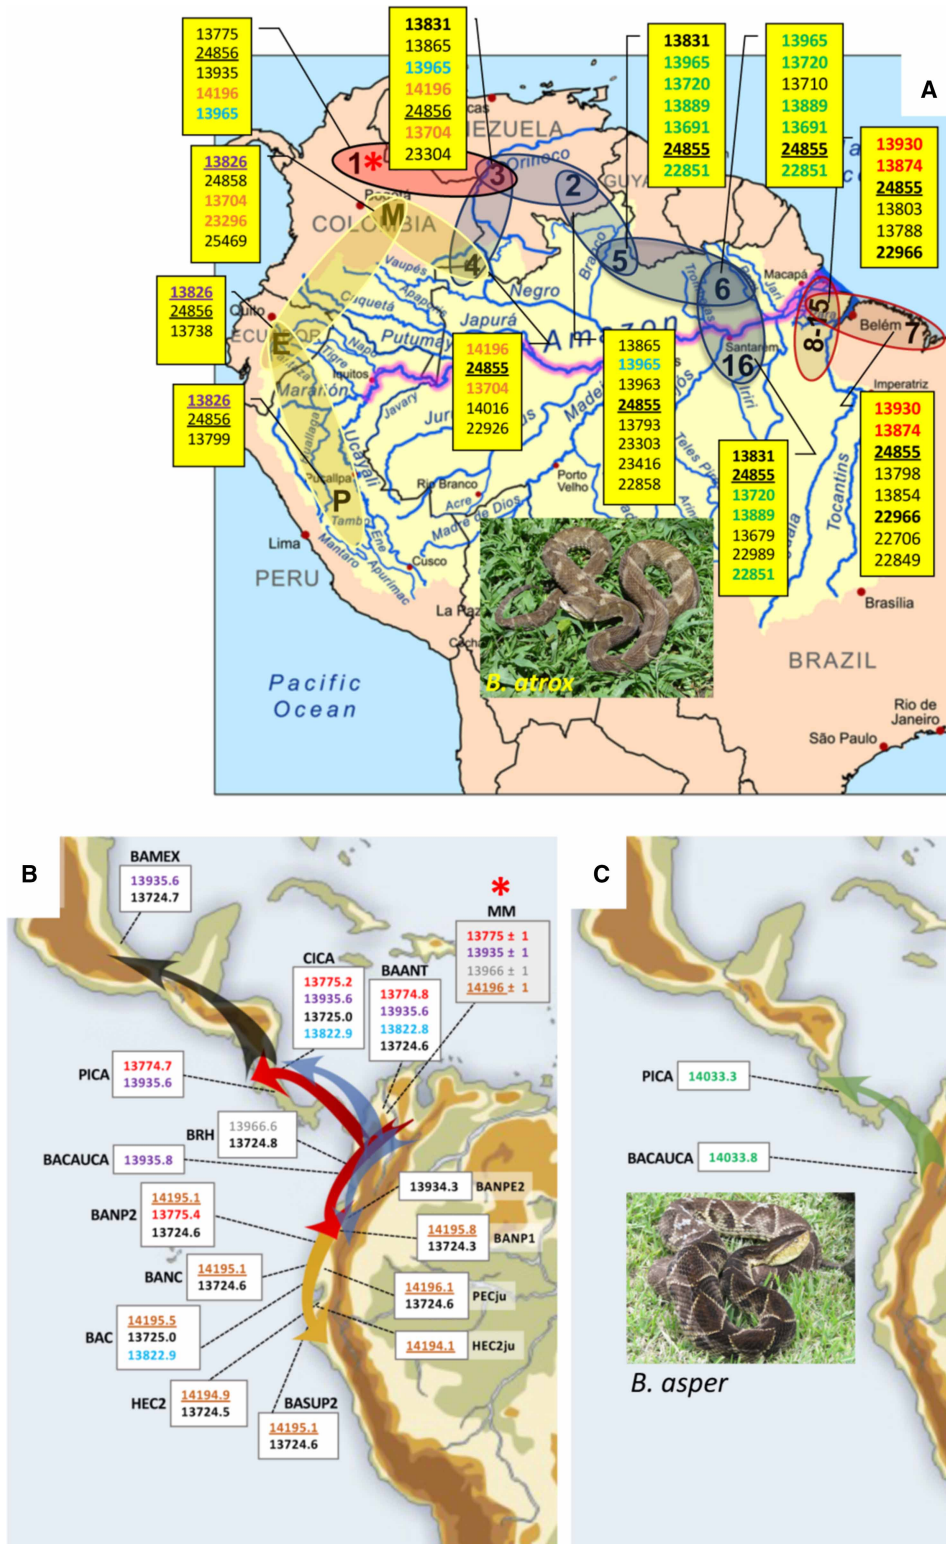 A
13775
24856
13935
14196
13965
13831
13865
13965
14196
24856
13704
23304
13831
13965
13720
13889
13691
24855
22851
13965
13720
13710
13889
13691
24855
22851
13930
13874
24855
13803
13788
22966
13826
24858
13704
23296
25469
13826
24856
13738
13826
24856
13799
14196
24855
13704
14016
22926
13865
13965
13963
24855
13793
23303
23416
22858
13831
24855
13720
13889
13679
22989
22851
13930
13874
24855
13798
13854
22966
22706
22849
1*
3
2
M
4
5
6
16
8-15
7
E
P
COLOMBIA
Orinoco
Vaupés
Apaporis
Negro
Caquetá
Japurá
Quito
Napo
Tigre
Iquitos
Marañón
Javary
Ucayali
Pucallpa
Lima
Mantaro
Ene
Apurímac
Cusco
PERU
Rio Branco
Acre
Madre de Dios
Porto
Velho
Amazon
Macapá
Jari
Santarém
Iriri
Belém
Imperatriz
Tocantins
Brasília
BRAZIL
Rio de
Janeiro
São Paulo
Pacific
Ocean
B. atrox
B
BAMEX
13935.6
13724.7
*
MM
13775 ± 1
13935 ± 1
13966 ± 1
14196 ± 1
CICA
13775.2
13935.6
13725.0
13822.9
BAANT
13774.8
13935.6
13822.8
13724.6
PICA
13774.7
13935.6
BRH
13966.6
13724.8
BACAUCA
13935.8
BANP2
14195.1
13775.4
13724.6
13934.3
BANPE2
14195.8
13724.3
BANP1
BANC
14195.1
13724.6
14196.1
13724.6
PECju
BAC
14195.5
13725.0
13822.9
14194.1
HEC2ju
HEC2
14194.9
13724.5
BASUP2
14195.1
13724.6
C
PICA
14033.3
BACAUCA
14033.8
B. asper